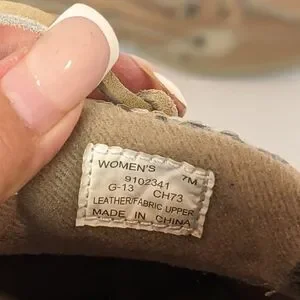 WOMEN'S 7M
9102341
G-13 CH73
LEATHER/FABRIC UPPER
MADE IN CHINA